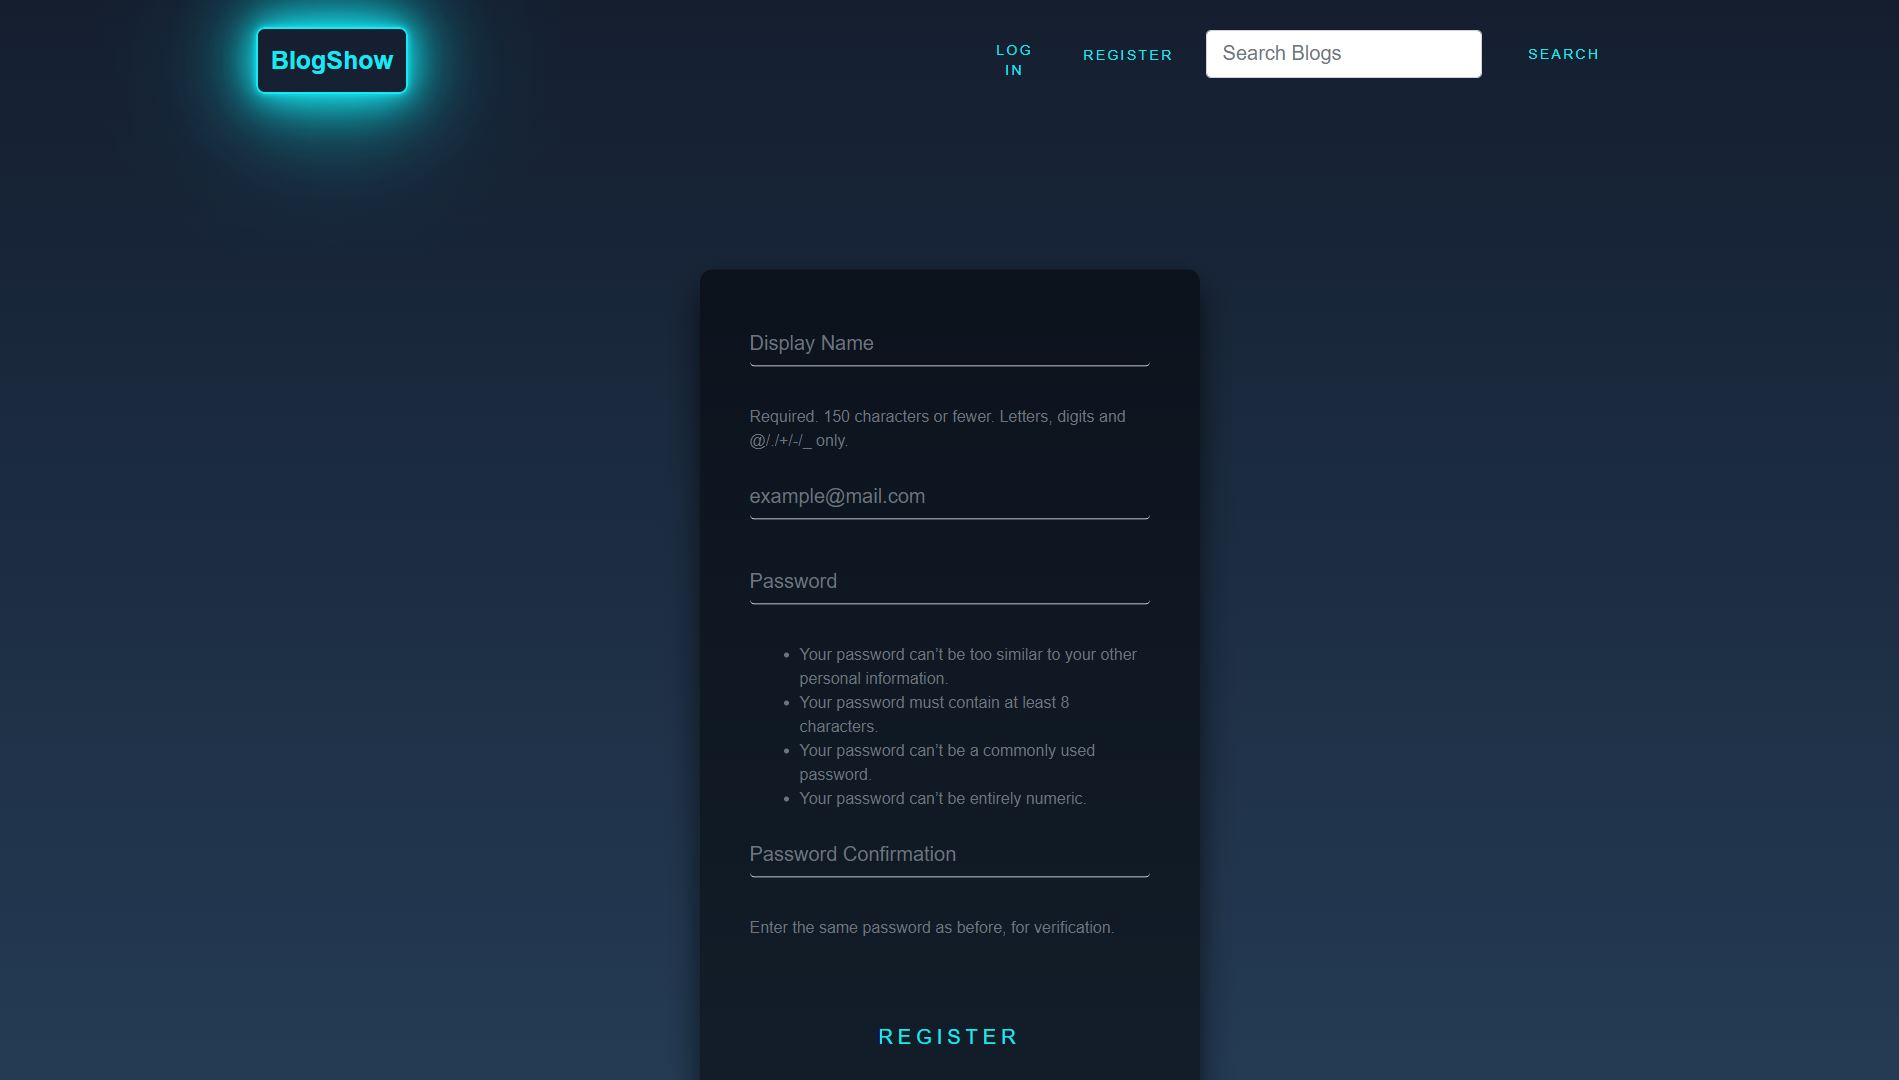 BlogShow
LOG
IN
REGISTER
Search Blogs
SEARCH
Display Name
Required. 150 characters or fewer. Letters, digits and
@/./+/-/_ only.
example@mail.com
Password
• Your password can’t be too similar to your other
personal information.
• Your password must contain at least 8
characters.
• Your password can’t be a commonly used
password.
• Your password can’t be entirely numeric.
Password Confirmation
Enter the same password as before, for verification.
REGISTER